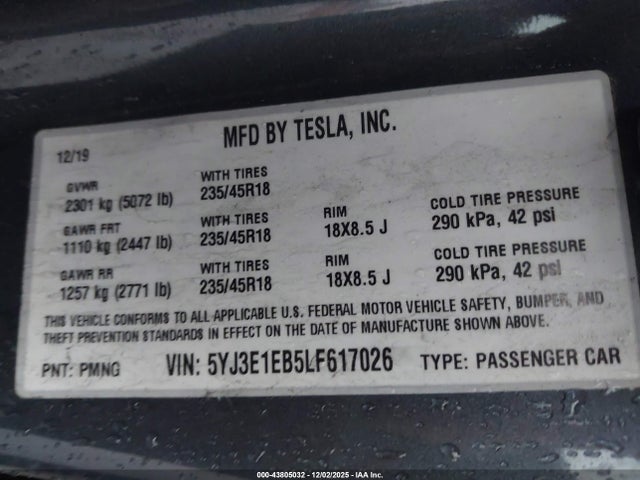 MFD BY TESLA, INC.
12/19
GVWR WITH TIRES
2301 kg (5072 lb) 235/45R18
GAWR FRT WITH TIRES RIM COLD TIRE PRESSURE
1110 kg (2447 lb) 235/45R18 18X8.5 J 290 kPa, 42 psi
GAWR RR WITH TIRES RIM COLD TIRE PRESSURE
1257 kg (2771 lb) 235/45R18 18X8.5 J 290 kPa, 42 psi
THIS VEHICLE CONFORMS TO ALL APPLICABLE U.S. FEDERAL MOTOR VEHICLE SAFETY, BUMPER, AND
THEFT PREVENTION STANDARDS IN EFFECT ON THE DATE OF MANUFACTURE SHOWN ABOVE.
PNT: PMNG VIN: 5YJ3E1EB5LF617026 TYPE: PASSENGER CAR
000-43805032 - 12/02/2025 - IAA Inc.